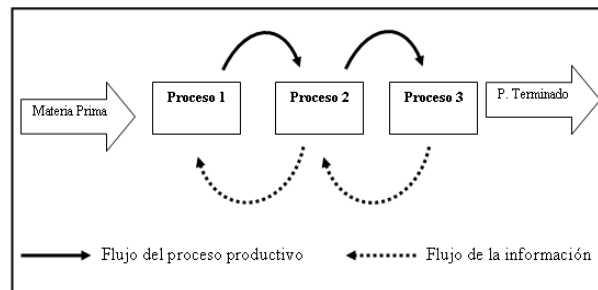 Materia Prima
Proceso 1
Proceso 2
Proceso 3
P. Terminado
Flujo del proceso productivo
Flujo de la información